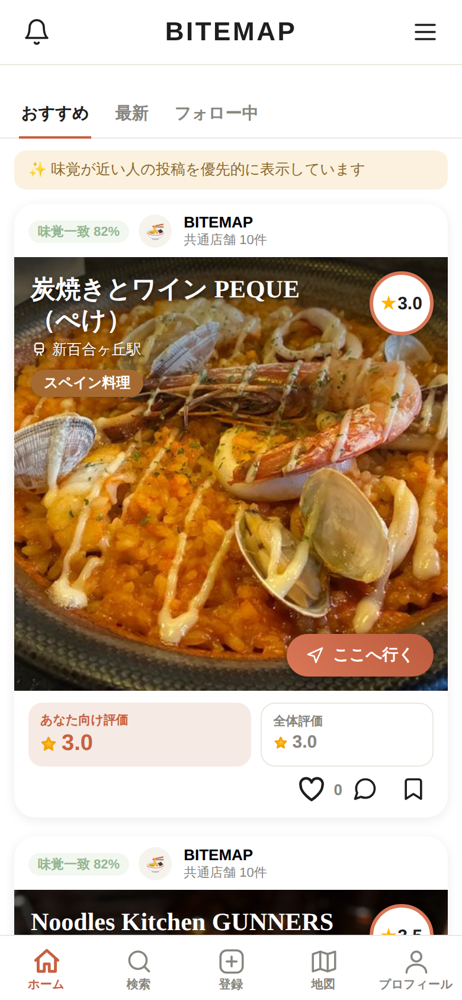 BITEMAP
おすすめ 最新 フォロー中
✨ 味覚が近い人の投稿を優先的に表示しています
味覚一致 82% BITEMAP
共通店舗 10件
炭焼きとワイン PEQUE
（ぺけ）
★3.0
新百合ヶ丘駅
スペイン料理
ここへ行く
あなた向け評価
3.0
全体評価
3.0
0
味覚一致 82% BITEMAP
共通店舗 10件
Noodles Kitchen GUNNERS
★3.5
ホーム 検索 登録 地図 プロフィール